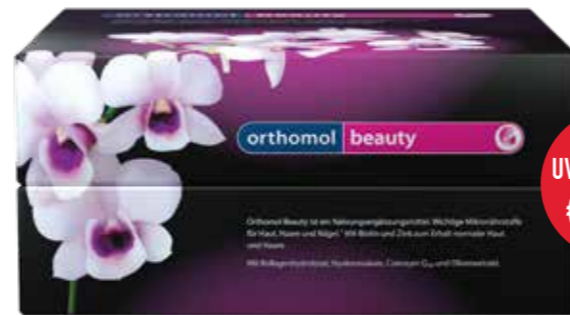 orthomol beauty
Orthomol Beauty ist ein Nahrungsergänzungsmittel. Wichtige Mikronährstoffe
für Haut, Haare und Nägel.* Mit Biotin und Zink zum Erhalt normaler Haut
und Haare.
Mit Kollagenhydrolysat, Hyaluronsäure, Coenzym Q10 und Olivenextrakt.
UV